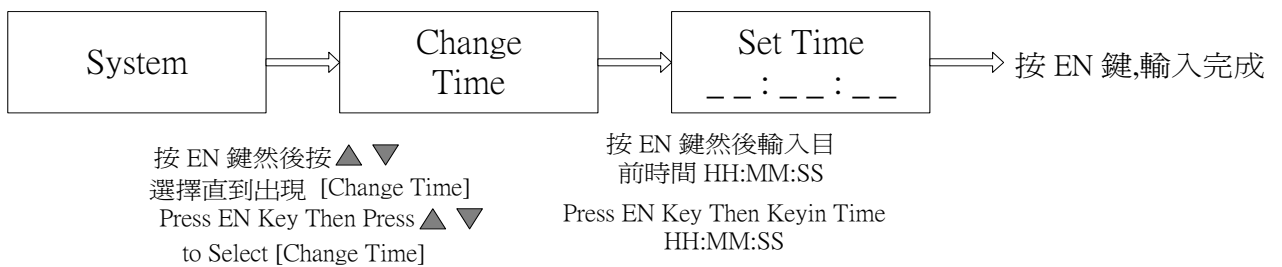 System
Change
Time
Set Time
_ _ : _ _ : _ _
按 EN 鍵,輸入完成
按 EN 鍵然後按▲ ▼
選擇直到出現 [Change Time]
Press EN Key Then Press ▲ ▼
to Select [Change Time]
按 EN 鍵然後輸入目
前時間 HH:MM:SS
Press EN Key Then Keyin Time
HH:MM:SS